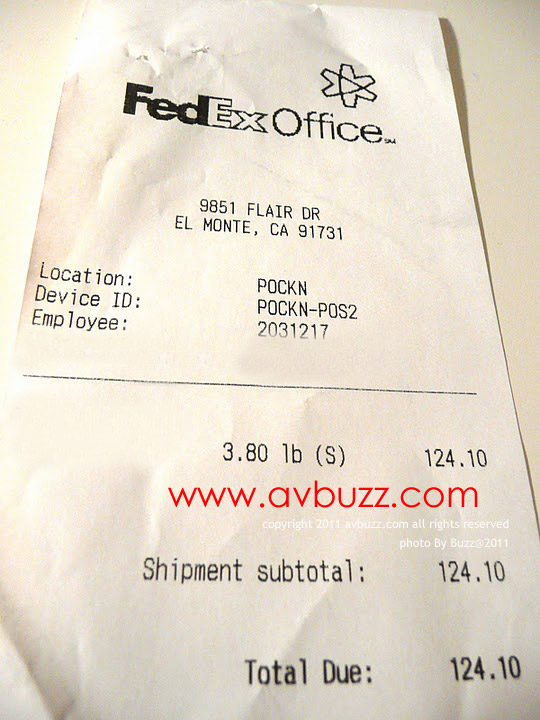 FedEx Office SM
9851 FLAIR DR
EL MONTE, CA 91731
Location: POCKN
Device ID: POCKN-POS2
Employee: 2031217
3.80 lb (S) 124.10
www.avbuzz.com
copyright 2011 avbuzz.com all rights reserved
photo By Buzz@2011
Shipment subtotal: 124.10
Total Due: 124.10